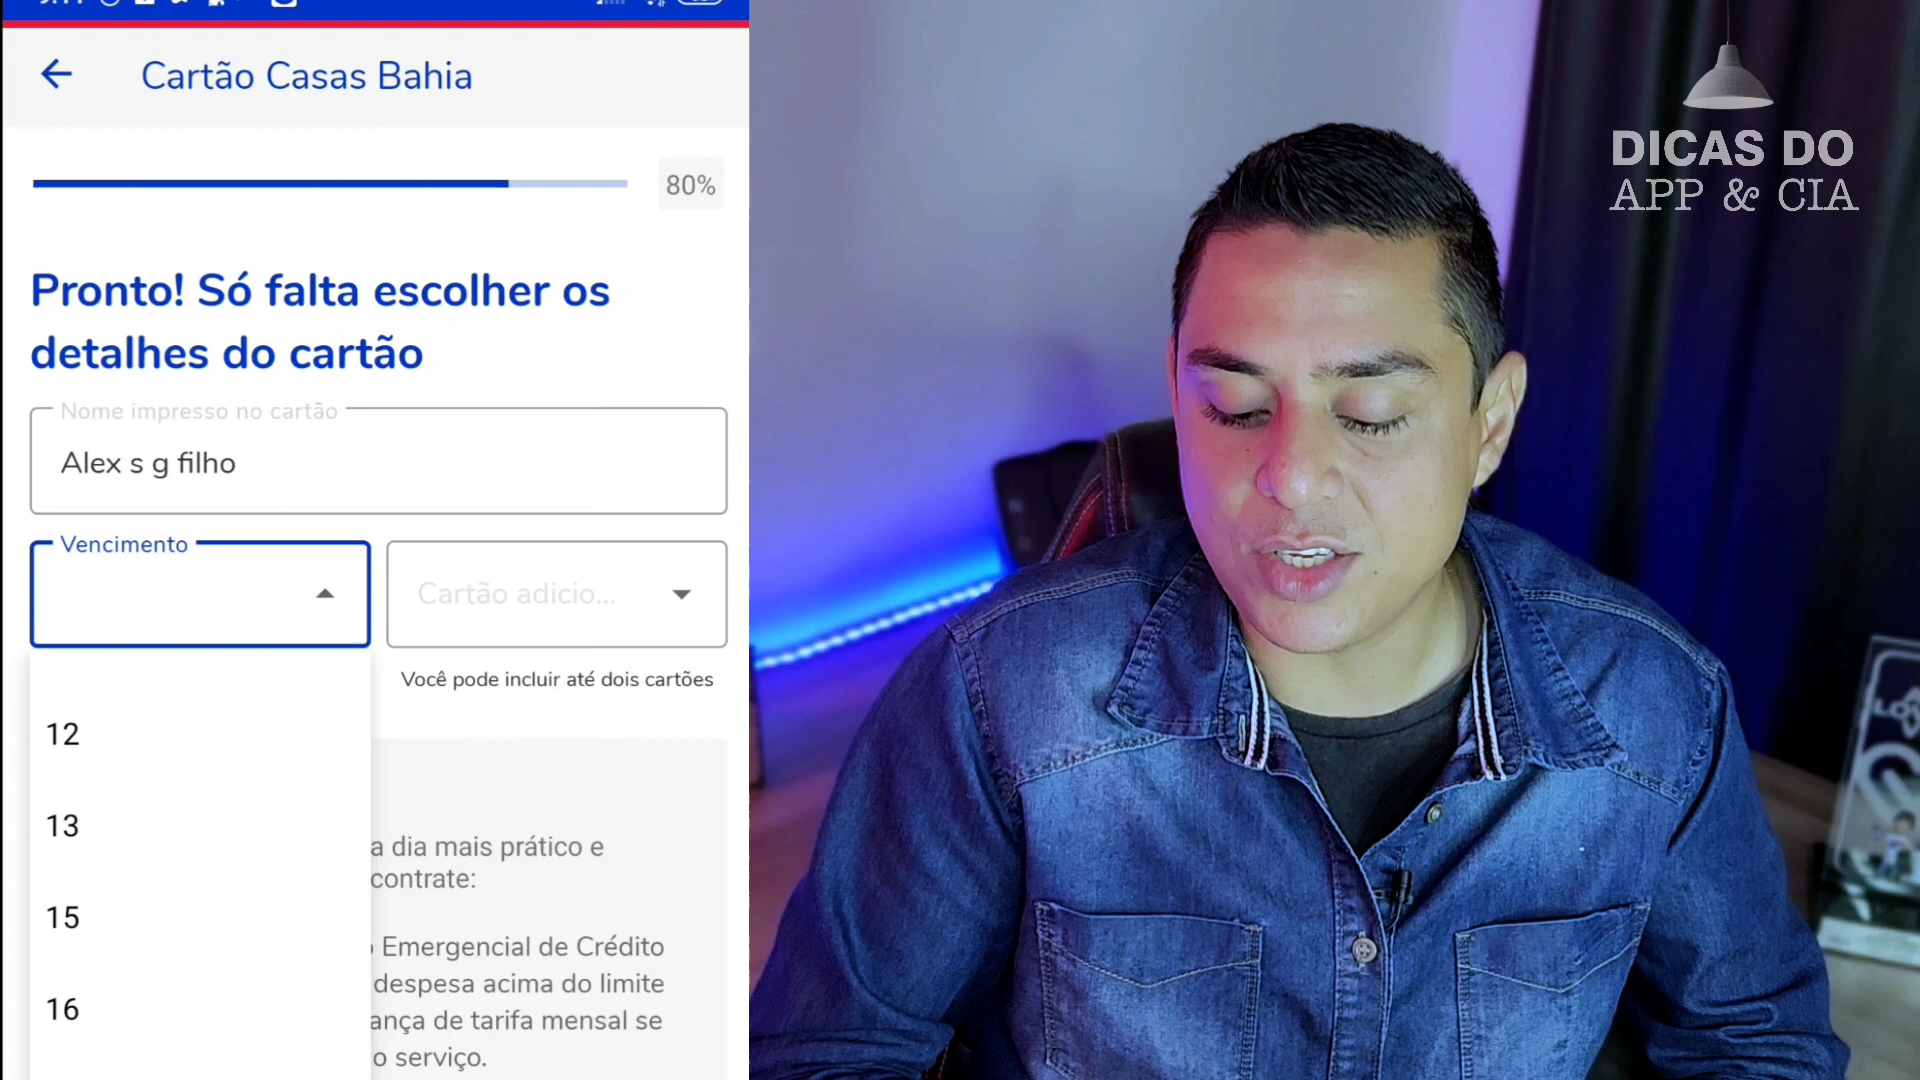 Cartão Casas Bahia
80%
Pronto! Só falta escolher os
detalhes do cartão
Nome impresso no cartão
Alex s g filho
Vencimento
Cartão adicio...
Você pode incluir até dois cartões
12
13
15
16
a dia mais prático e
contrate:
Emergencial de Crédito
despesa acima do limite
ança de tarifa mensal se
o serviço.
DICAS DO
APP & CIA